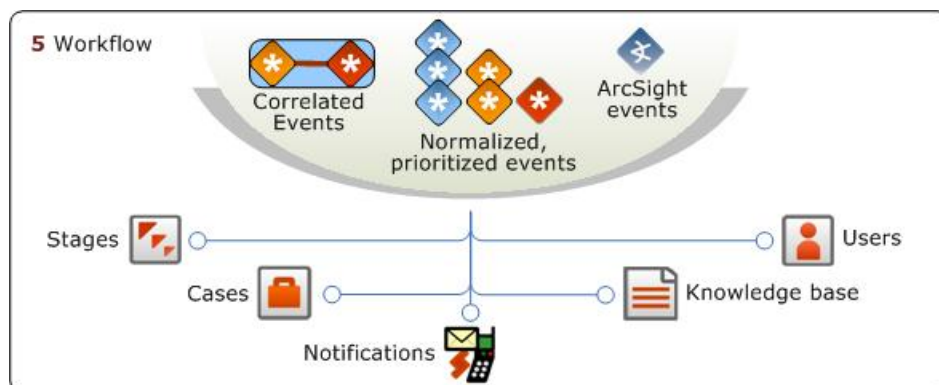 5 Workflow
Correlated
Events
Normalized,
prioritized events
ArcSight
events
Stages
Users
Cases
Knowledge base
Notifications